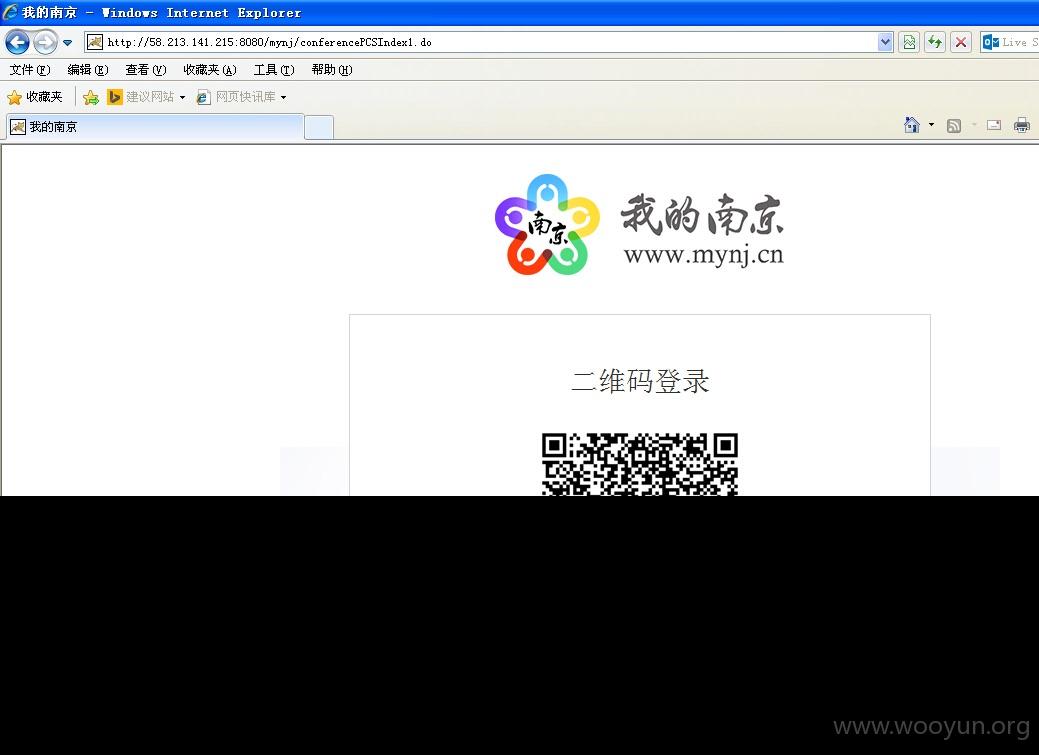 我的南京 - Windows Internet Explorer
http://58.213.141.215:8080/mynj/conferencePCSIndex1.do
Live S
文件(F) 编辑(E) 查看(V) 收藏夹(A) 工具(T) 帮助(H)
收藏夹 建议网站 网页快讯库
我的南京
南京
我的南京
www.mynj.cn
二维码登录
www.wooyun.org